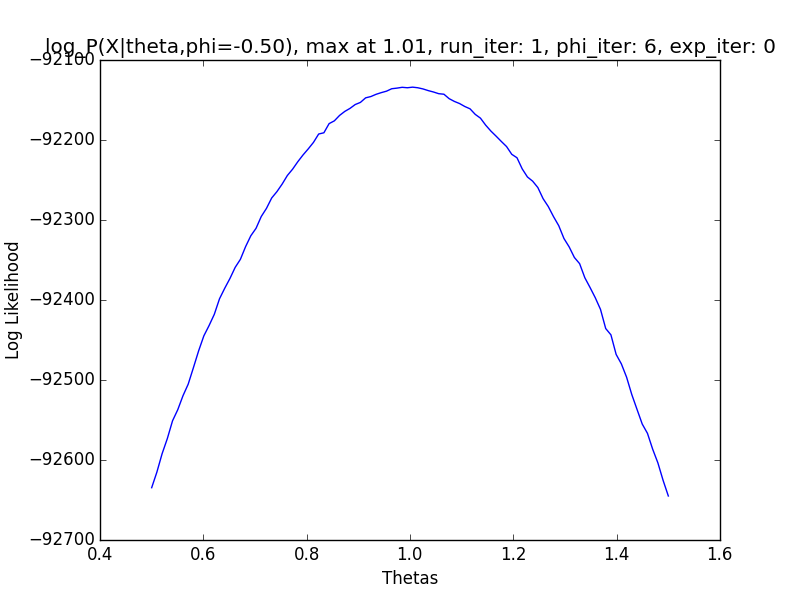 log_P(X|theta,phi=-0.50), max at 1.01, run_iter: 1, phi_iter: 6, exp_iter: 0
−92100
−92200
−92300
−92400
−92500
−92600
−92700
Log Likelihood
0.4 0.6 0.8 1.0 1.2 1.4 1.6
Thetas